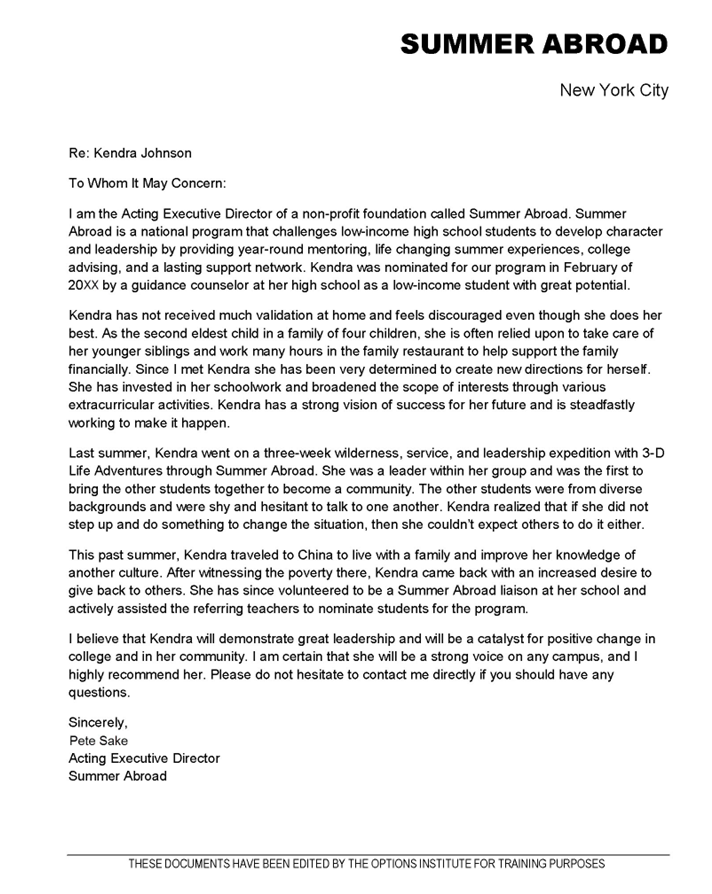 SUMMER ABROAD
New York City
Re: Kendra Johnson
To Whom It May Concern:
I am the Acting Executive Director of a non-profit foundation called Summer Abroad. Summer
Abroad is a national program that challenges low-income high school students to develop character
and leadership by providing year-round mentoring, life changing summer experiences, college
advising, and a lasting support network. Kendra was nominated for our program in February of
20XX by a guidance counselor at her high school as a low-income student with great potential.
Kendra has not received much validation at home and feels discouraged even though she does her
best. As the second eldest child in a family of four children, she is often relied upon to take care of
her younger siblings and work many hours in the family restaurant to help support the family
financially. Since I met Kendra she has been very determined to create new directions for herself.
She has invested in her schoolwork and broadened the scope of interests through various
extracurricular activities. Kendra has a strong vision of success for her future and is steadfastly
working to make it happen.
Last summer, Kendra went on a three-week wilderness, service, and leadership expedition with 3-D
Life Adventures through Summer Abroad. She was a leader within her group and was the first to
bring the other students together to become a community. The other students were from diverse
backgrounds and were shy and hesitant to talk to one another. Kendra realized that if she did not
step up and do something to change the situation, then she couldn't expect others to do it either.
This past summer, Kendra traveled to China to live with a family and improve her knowledge of
another culture. After witnessing the poverty there, Kendra came back with an increased desire to
give back to others. She has since volunteered to be a Summer Abroad liaison at her school and
actively assisted the referring teachers to nominate students for the program.
I believe that Kendra will demonstrate great leadership and will be a catalyst for positive change in
college and in her community. I am certain that she will be a strong voice on any campus, and I
highly recommend her. Please do not hesitate to contact me directly if you should have any
questions.
Sincerely,
Pete Sake
Acting Executive Director
Summer Abroad
THESE DOCUMENTS HAVE BEEN EDITED BY THE OPTIONS INSTITUTE FOR TRAINING PURPOSES